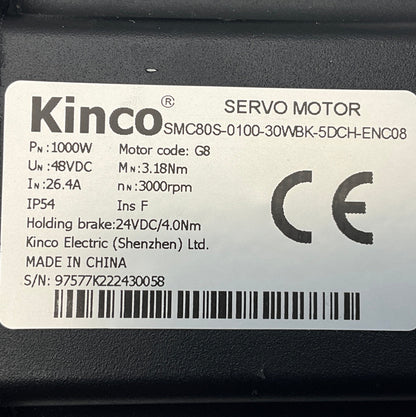 Kinco® SERVO MOTOR
SMC80S-0100-30WBK-5DCH-ENC08
PN :1000W Motor code: G8
UN :48VDC MN :3.18Nm
IN :26.4A nN :3000rpm
IP54 Ins F
Holding brake:24VDC/4.0Nm
Kinco Electric (Shenzhen) Ltd.
MADE IN CHINA
S/N: 97577K222430058
CE